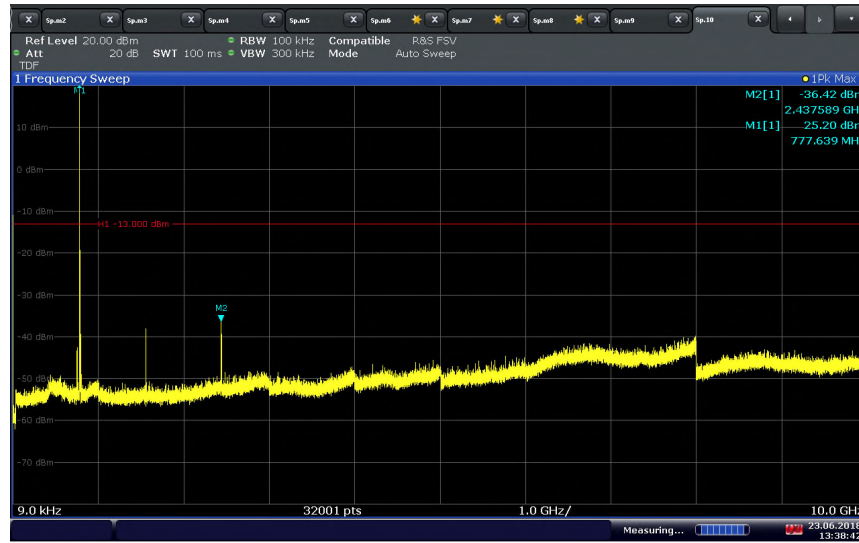 Sp.m2 X Sp.m3 X Sp.m4 X Sp.m5 X Sp.m6 X Sp.m7 X Sp.m8 X Sp.m9 X Sp.10 X
Ref Level 20.00 dBm RBW 100 kHz Compatible R&S FSV
Att 20 dB SWT 100 ms VBW 300 kHz Mode Auto Sweep
TDF
1 Frequency Sweep 1Pk Max
M1
M2[1] -36.42 dBr
2.437589 GH
10 dBm
M1[1] 25.20 dBr
777.639 MH
0 dBm
-10 dBm
H1 -13.000 dBm
-20 dBm
-30 dBm
M2
-40 dBm
-50 dBm
-60 dBm
-70 dBm
9.0 kHz 32001 pts 1.0 GHz/ 10.0 GHz
Measuring... 23.06.2018
13:38:42